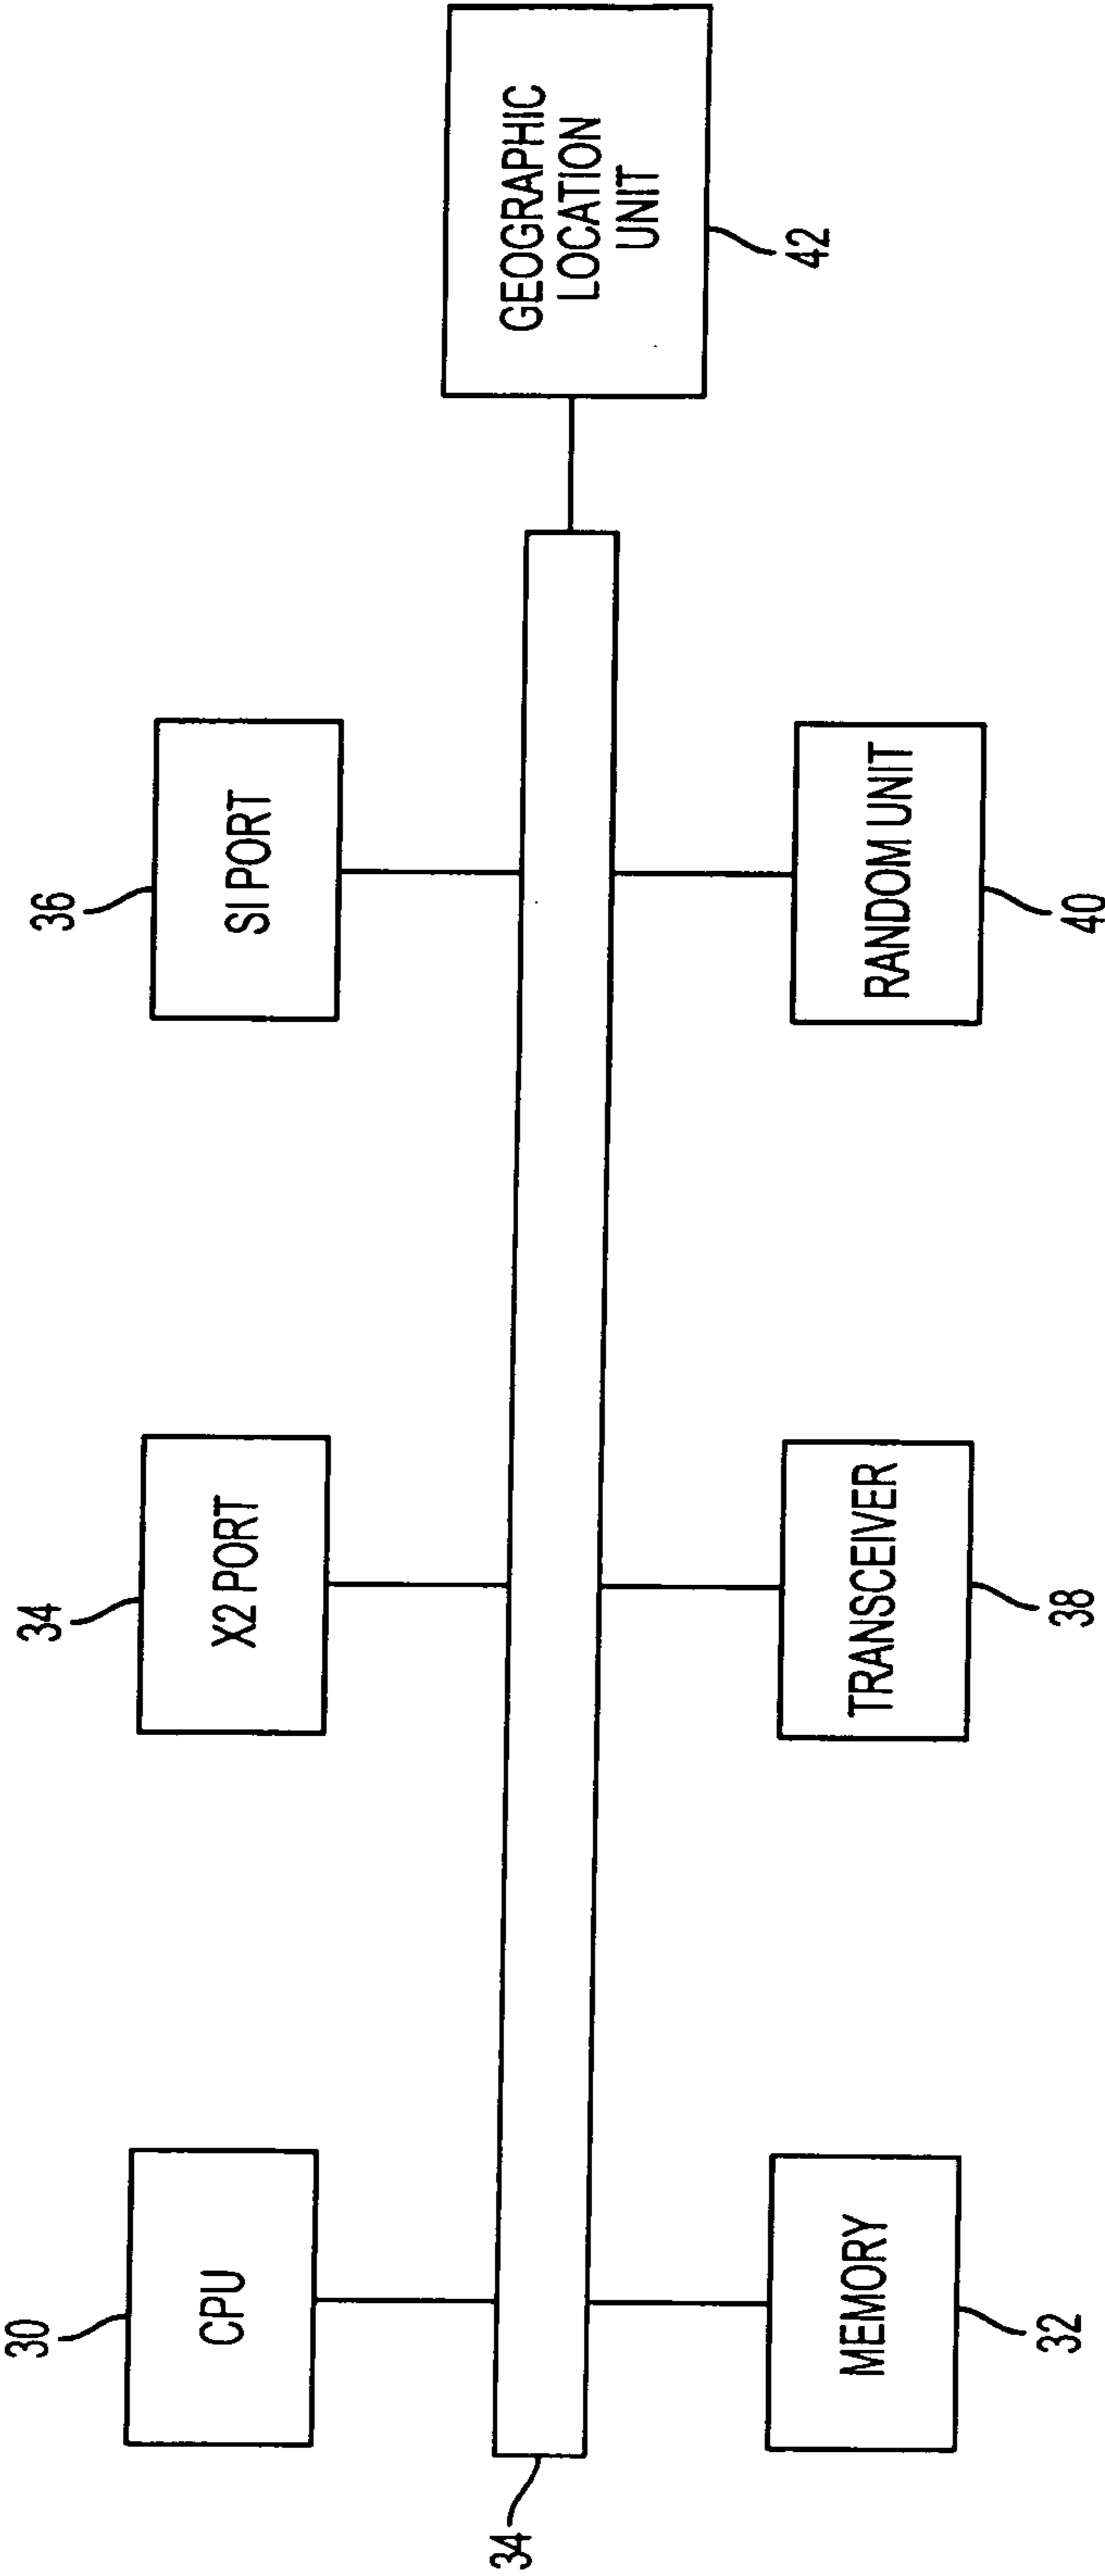 30
CPU
34
X2 PORT
36
SI PORT
34
MEMORY
32
TRANSCEIVER
38
RANDOM UNIT
40
GEOGRAPHIC
LOCATION
UNIT
42